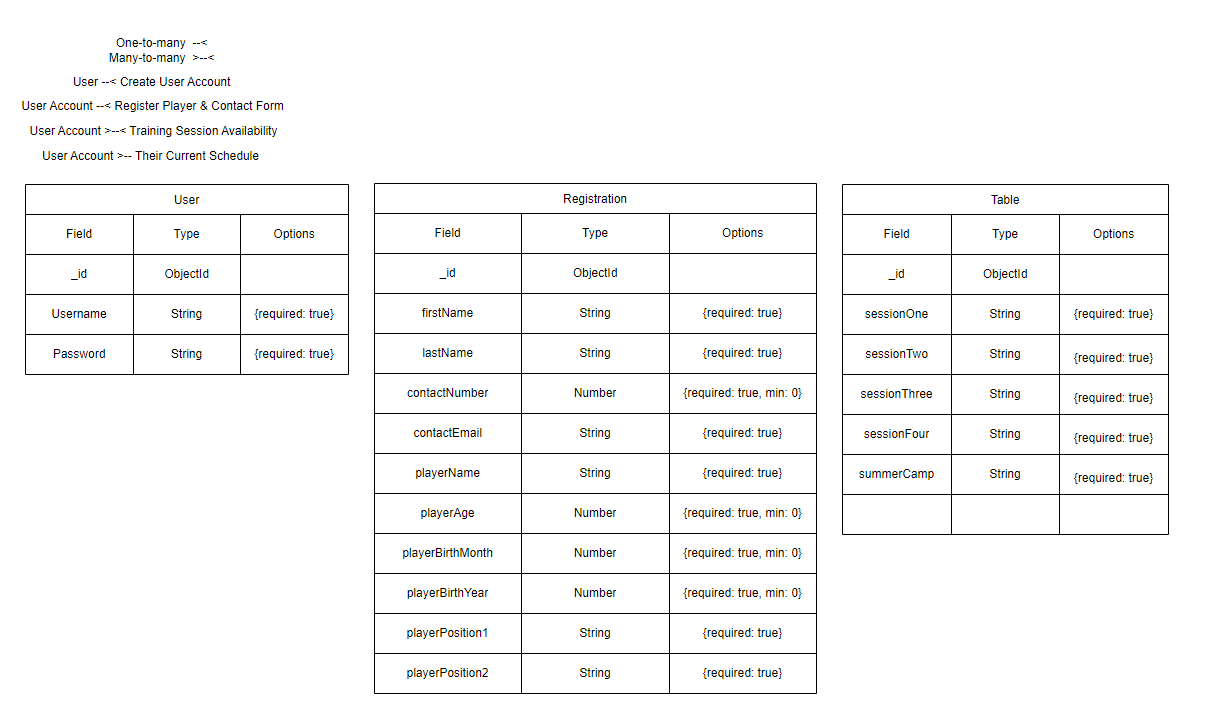 One-to-many --<
Many-to-many >--<
User --< Create User Account
User Account --< Register Player & Contact Form
User Account >--< Training Session Availability
User Account >-- Their Current Schedule
User
Field Type Options
_id ObjectId
Username String {required: true}
Password String {required: true}
Registration
Field Type Options
_id ObjectId
firstName String {required: true}
lastName String {required: true}
contactNumber Number {required: true, min: 0}
contactEmail String {required: true}
playerName String {required: true}
playerAge Number {required: true, min: 0}
playerBirthMonth Number {required: true, min: 0}
playerBirthYear Number {required: true, min: 0}
playerPosition1 String {required: true}
playerPosition2 String {required: true}
Table
Field Type Options
_id ObjectId
sessionOne String {required: true}
sessionTwo String {required: true}
sessionThree String {required: true}
sessionFour String {required: true}
summerCamp String {required: true}